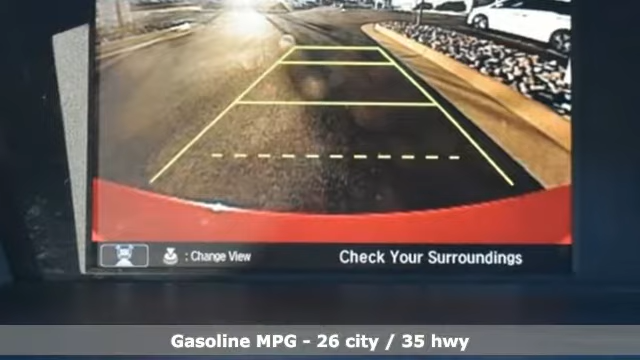 : Change View
Check Your Surroundings
Gasoline MPG - 26 city / 35 hwy